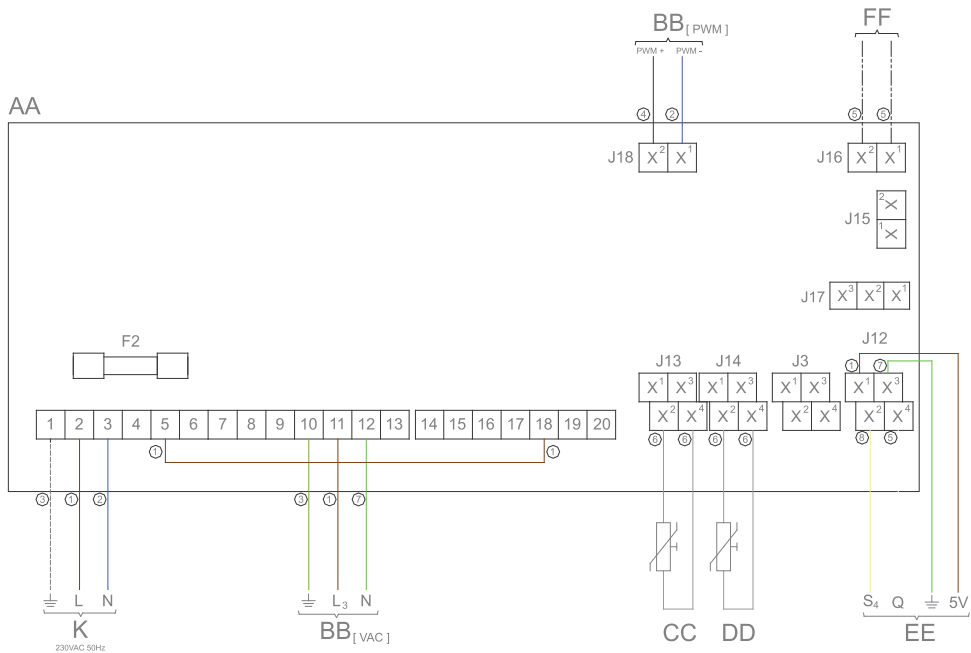 BB[ PWM ] FF
PWM + PWM –
AA
4 2 5 5
J18 X2 X1 J16 X2 X1
2 X
J15
1 X
J17 X3 X2 X1
F2
J12
J13 J14 J3 1 7
X1 X3 X1 X3 X1 X3 X1 X3
X2 X4 X2 X4 X2 X4 X2 X4
1 2 3 4 5 6 7 8 9 10 11 12 13 14 15 16 17 18 19 20
6 6 6 6 8 5
1 1
3 1 2 3 1 7
L N L3 N S4 Q 5V
K BB[ VAC ] CC DD EE
230VAC 50Hz